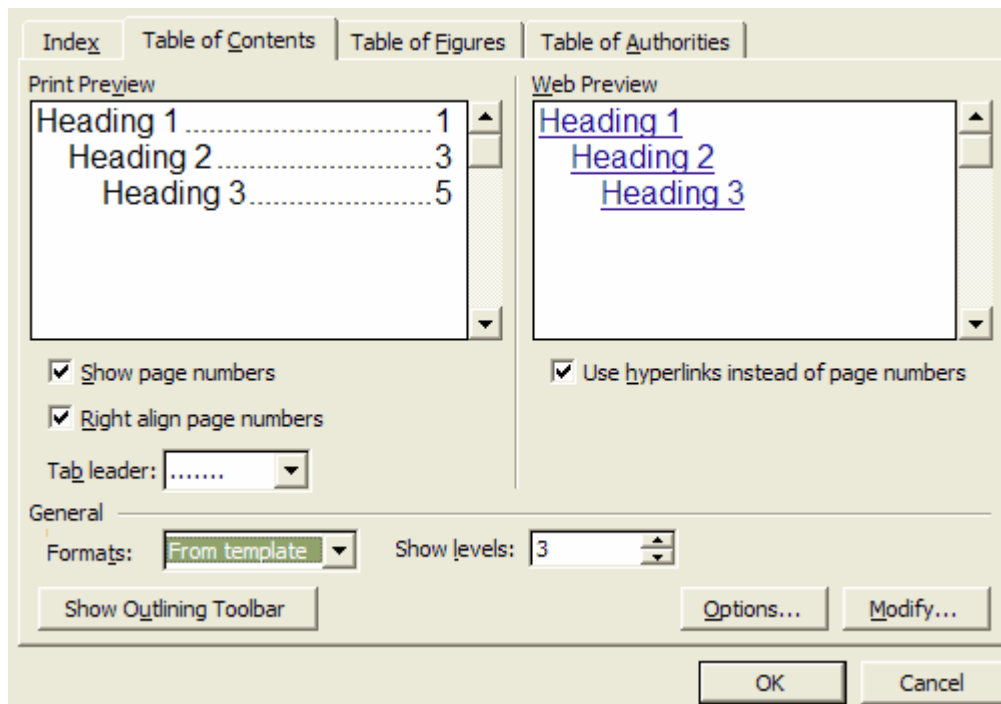 Index Table of Contents Table of Figures Table of Authorities
Print Preview
Heading 1..............................1
Heading 2..........................3
Heading 3......................5
Web Preview
Heading 1
Heading 2
Heading 3
Show page numbers
Right align page numbers
Tab leader: .......
Use hyperlinks instead of page numbers
General
Formats: From template Show levels: 3
Show Outlining Toolbar Options... Modify...
OK Cancel